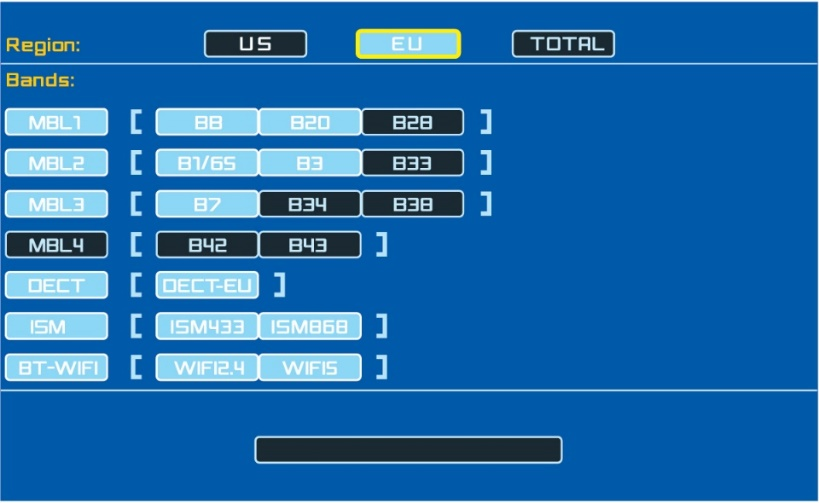 Region: US EU TOTAL
Bands:
MBL1 [ B8 B20 B28 ]
MBL2 [ B1/65 B3 B33 ]
MBL3 [ B7 B34 B38 ]
MBL4 [ B42 B43 ]
DECT [ DECT-EU ]
ISM [ ISM433 ISM868 ]
BT-WIFI [ WIFI2.4 WIFI5 ]